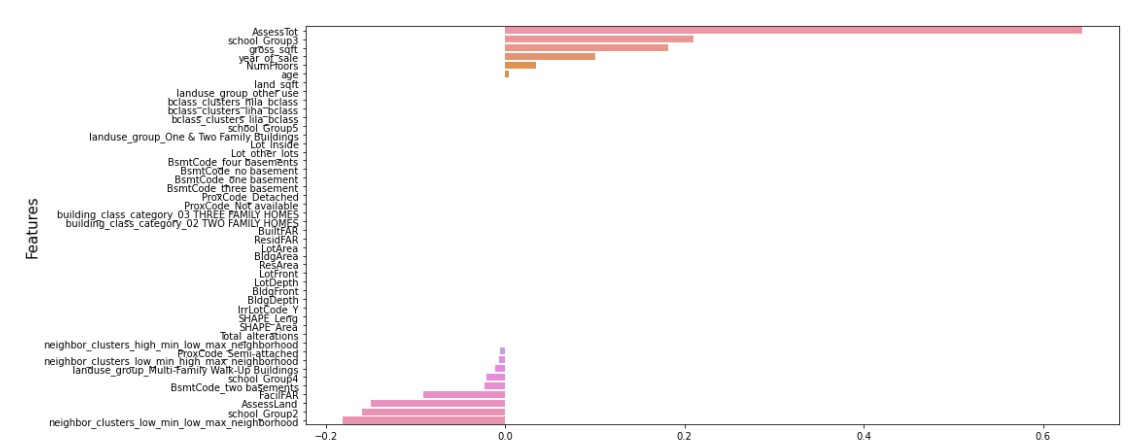 AssessTot
school_Group3
gross_sqft
year_of_sale
NumFloors
age
land_sqft
landuse_group_other use
bclass_clusters_hila_bclass
bclass_clusters_liha_bclass
bclass_clusters_lila_bclass
school_Group5
landuse_group_One & Two Family Buildings
Lot_Inside
Lot_other_lots
BsmtCode_four basements
BsmtCode_no basement
BsmtCode_one basement
BsmtCode_three basement
ProxCode_Detached
ProxCode_Not available
building_class_category_03 THREE FAMILY HOMES
building_class_category_02 TWO FAMILY HOMES
BuiltFAR
ResidFAR
LotArea
BldgArea
ResArea
LotFront
LotDepth
BldgFront
BldgDepth
IrrLotCode_Y
SHAPE_Leng
SHAPE_Area
Total_alterations
neighbor_clusters_high_min_low_max_neighborhood
ProxCode_Semi-attached
neighbor_clusters_low_min_high_max_neighborhood
landuse_group_Multi-Family Walk-Up Buildings
school_Group4
BsmtCode_two basements
FacilFAR
AssessLand
school_Group2
neighbor_clusters_low_min_low_max_neighborhood
Features
−0.2 0.0 0.2 0.4 0.6